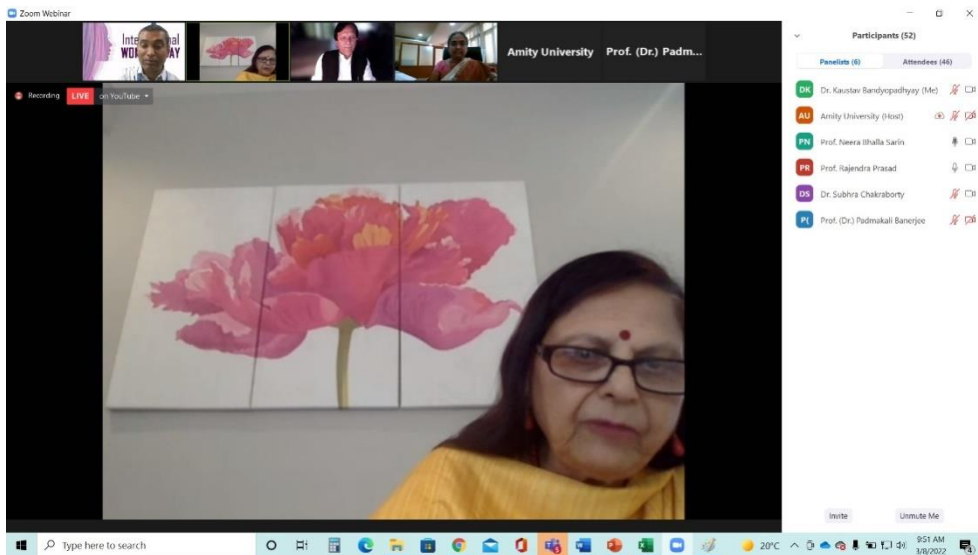 Zoom Webinar
Recording LIVE on YouTube
Amity University
Prof. (Dr.) Padm...
Participants (52)
Panelists (6) Attendees (46)
DK Dr. Kaustav Bandyopadhyay (Me)
AU Amity University (Host)
PN Prof. Neera Bhalla Sarin
PR Prof. Rajendra Prasad
DS Dr. Subhra Chakraborty
P( Prof. (Dr.) Padmakali Banerjee
Invite Unmute Me
Type here to search
20°C
9:51 AM
3/8/2022